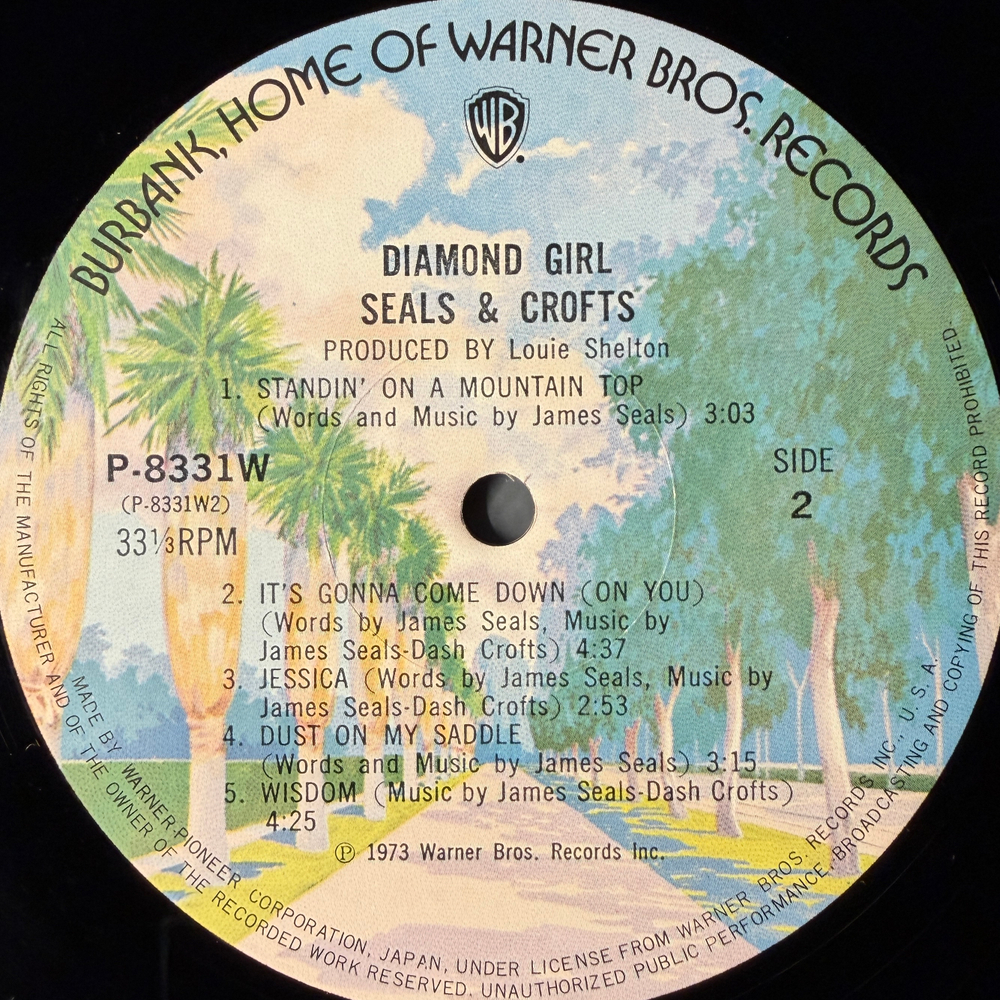 BURBANK, HOME OF WARNER BROS. RECORDS
WB
DIAMOND GIRL
SEALS & CROFTS
PRODUCED BY Louie Shelton
1. STANDIN' ON A MOUNTAIN TOP
(Words and Music by James Seals) 3:03
P-8331W
(P-8331W2)
33⅓RPM
SIDE
2
2. IT'S GONNA COME DOWN (ON YOU)
(Words by James Seals, Music by
James Seals-Dash Crofts) 4:37
3. JESSICA (Words by James Seals, Music by
James Seals-Dash Crofts) 2:53
4. DUST ON MY SADDLE
(Words and Music by James Seals) 3:15
5. WISDOM (Music by James Seals-Dash Crofts)
4:25
Ⓟ 1973 Warner Bros. Records Inc.
MADE BY WARNER-PIONEER CORPORATION, JAPAN, UNDER LICENSE FROM WARNER BROS. RECORDS INC., U. S. A.
ALL RIGHTS OF THE MANUFACTURER AND OF THE OWNER OF THE RECORDED WORK RESERVED. UNAUTHORIZED PUBLIC PERFORMANCE, BROADCASTING AND COPYING OF THIS RECORD PROHIBITED.